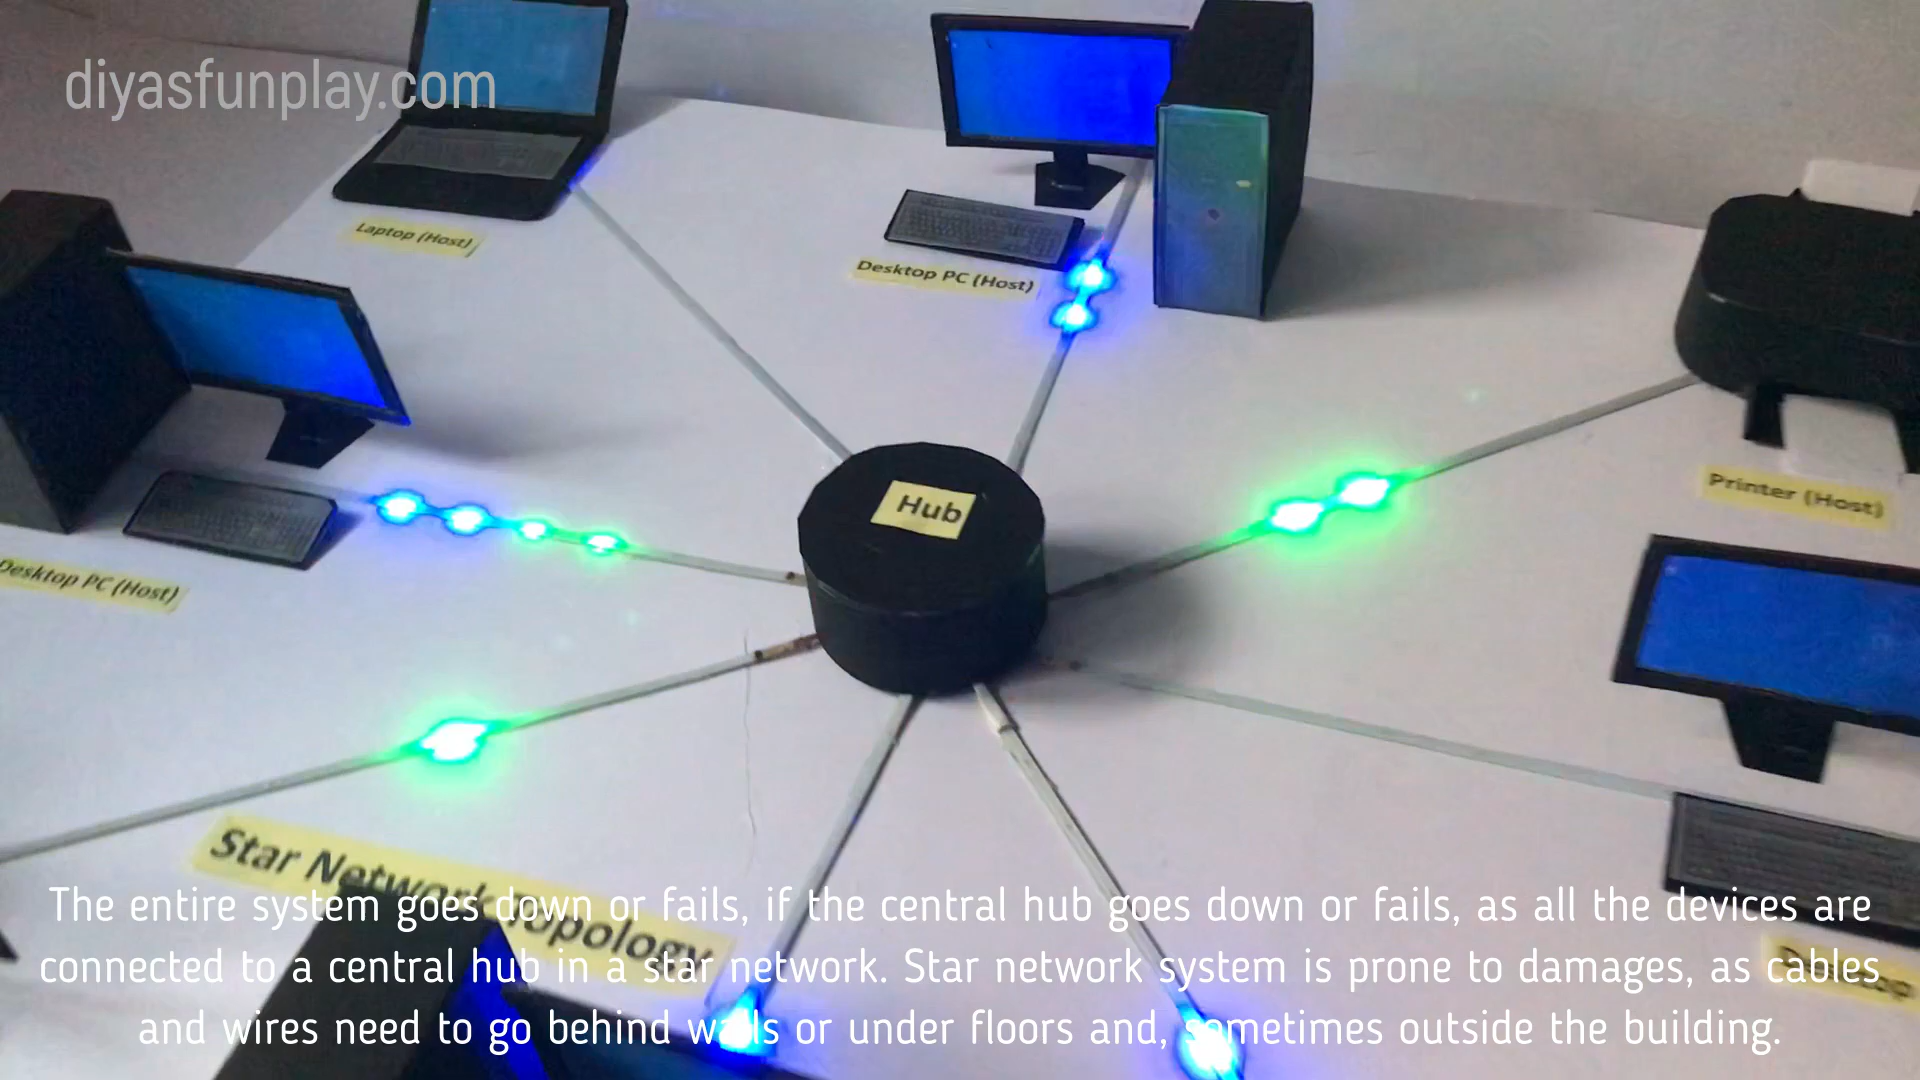 diyasfunplay.com
Laptop (Host)
Desktop PC (Host)
Hub
Printer (Host)
Desktop PC (Host)
Star Network Topology
The entire system goes down or fails, if the central hub goes down or fails, as all the devices are
connected to a central hub in a star network. Star network system is prone to damages, as cables
and wires need to go behind walls or under floors and, sometimes outside the building.